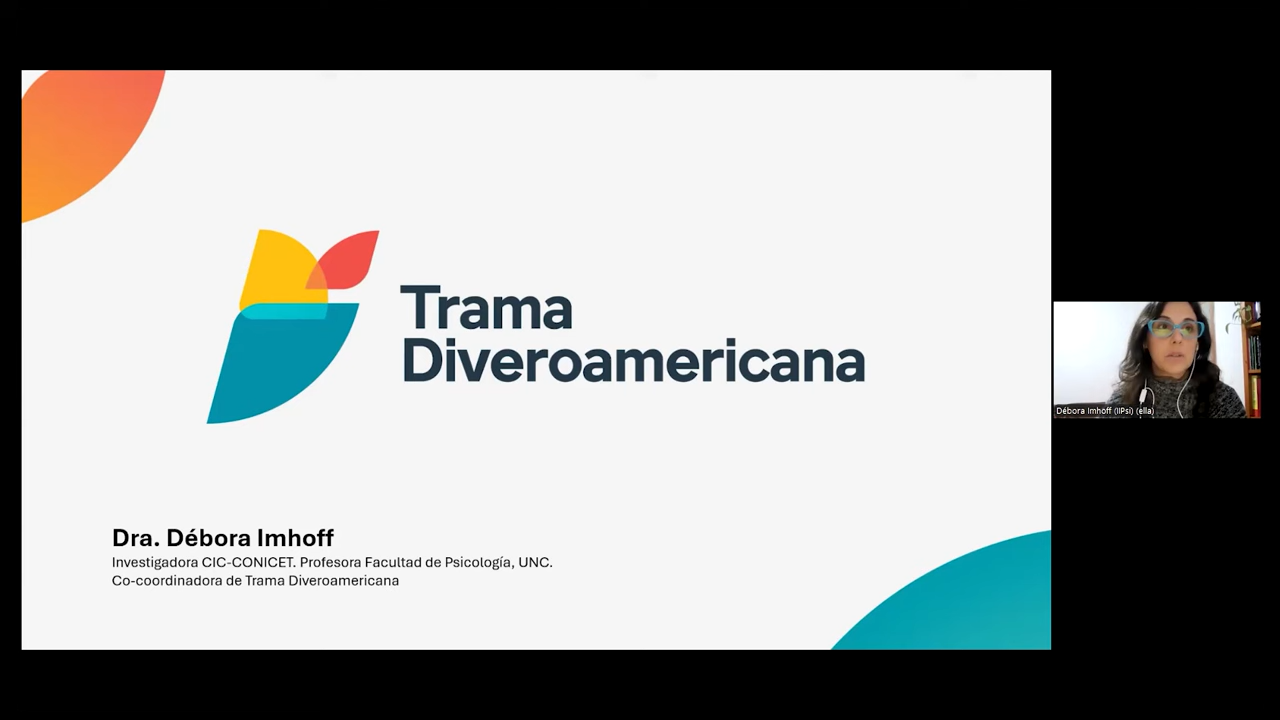 Trama
Diveroamericana
Dra. Débora Imhoff
Investigadora CIC-CONICET. Profesora Facultad de Psicología, UNC.
Co-coordinadora de Trama Diveroamericana
Débora Imhoff (IIPsi) (ella)